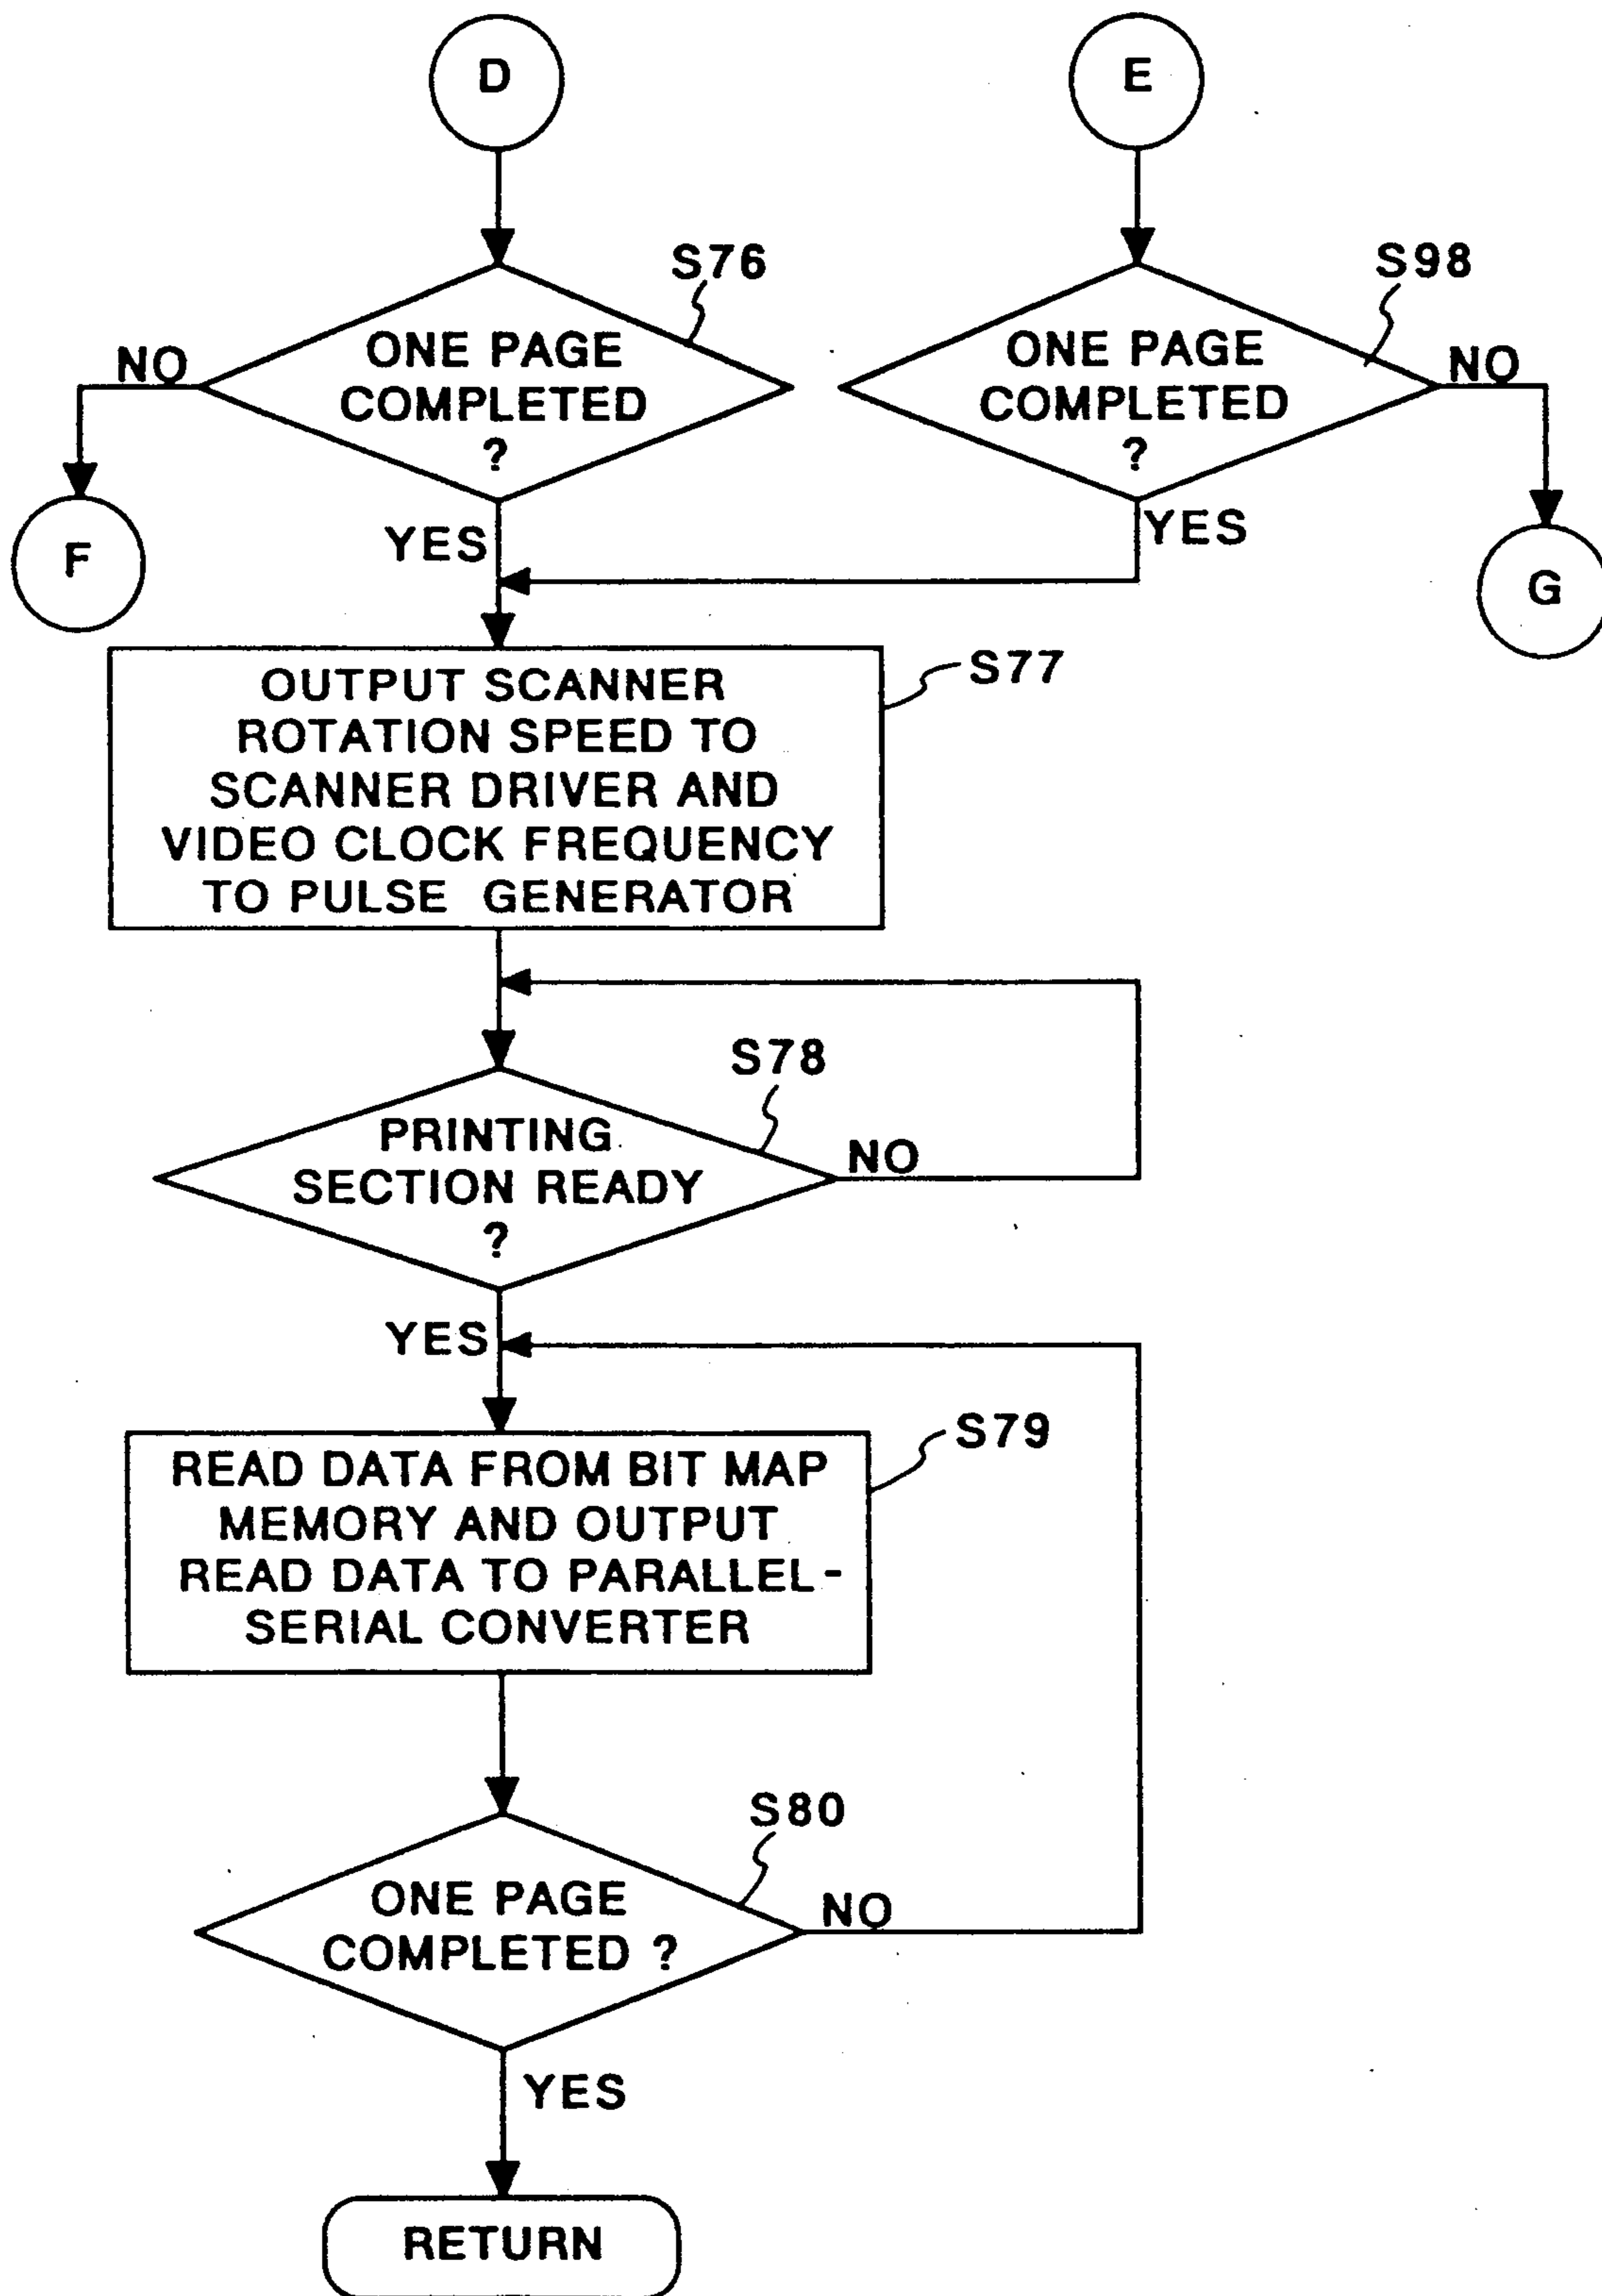 D
E
S76
S98
ONE PAGE
COMPLETED
?
NO
YES
ONE PAGE
COMPLETED
?
NO
YES
F
G
S77
OUTPUT SCANNER
ROTATION SPEED TO
SCANNER DRIVER AND
VIDEO CLOCK FREQUENCY
TO PULSE GENERATOR
S78
PRINTING
SECTION READY
?
NO
YES
S79
READ DATA FROM BIT MAP
MEMORY AND OUTPUT
READ DATA TO PARALLEL-
SERIAL CONVERTER
S80
ONE PAGE
COMPLETED ?
NO
YES
RETURN